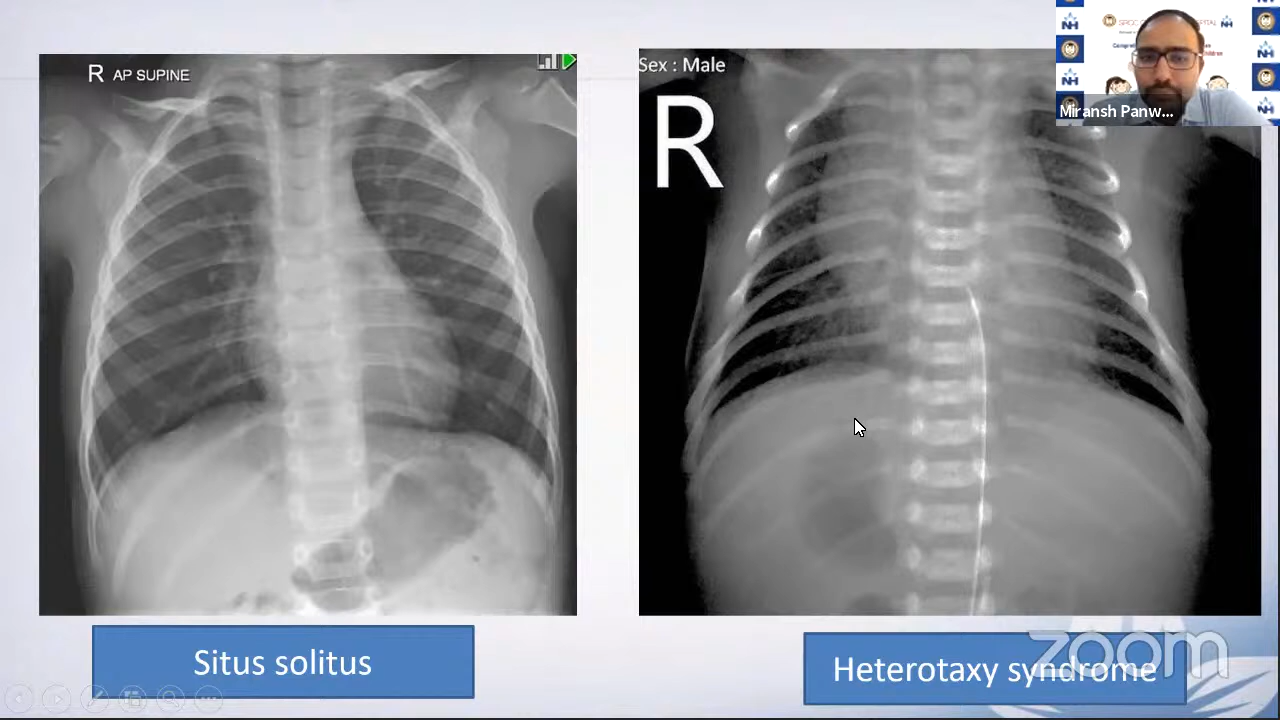 R AP SUPINE
Sex : Male
R
Miransh Panw...
Situs solitus
Heterotaxy syndrome
zoom